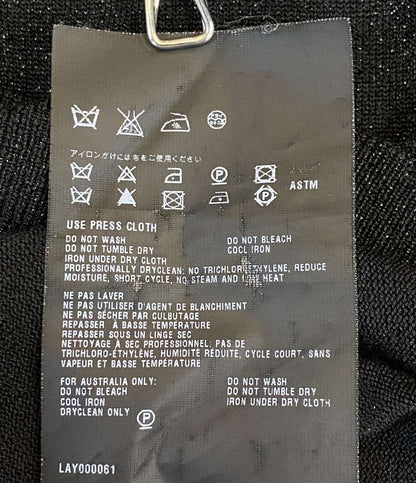 アイロンがけには布をご使用ください
P
ASTM
P
USE PRESS CLOTH
DO NOT WASH
DO NOT BLEACH
DO NOT TUMBLE DRY
COOL IRON
IRON UNDER DRY CLOTH
PROFESSIONALLY DRYCLEAN: NO TRICHLOROETHYLENE, REDUCE
MOISTURE, SHORT CYCLE, NO STEAM AND LOW HEAT
NE PAS LAVER
NE PAS UTILISER D'AGENT DE BLANCHIMENT
NE PAS SÉCHER PAR CULBUTAGE
REPASSER À BASSE TEMPÉRATURE
REPASSER SOUS UN LINGE SEC
NETTOYAGE À SEC PROFESSIONNEL: PAS DE
TRICHLORO-ÉTHYLÈNE, HUMIDITÉ RÉDUITE, CYCLE COURT, SANS
VAPEUR ET BASSE TEMPÉRATURE
FOR AUSTRALIA ONLY:
DO NOT WASH
DO NOT BLEACH
DO NOT TUMBLE DRY
COOL IRON
IRON UNDER DRY CLOTH
DRYCLEAN ONLY P
LAY000061